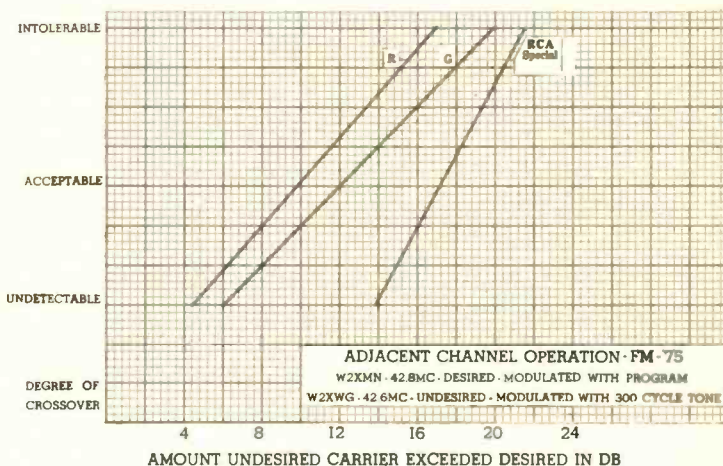 INTOLERABLE
R
G
RCA
Special
ACCEPTABLE
UNDETECTABLE
DEGREE OF
CROSSOVER
ADJACENT CHANNEL OPERATION - FM - 75
W2XMN - 42.8MC - DESIRED - MODULATED WITH PROGRAM
W2XWG - 42.6MC - UNDESIRED - MODULATED WITH 300 CYCLE TONE
4 8 12 16 20 24
AMOUNT UNDESIRED CARRIER EXCEEDED DESIRED IN DB